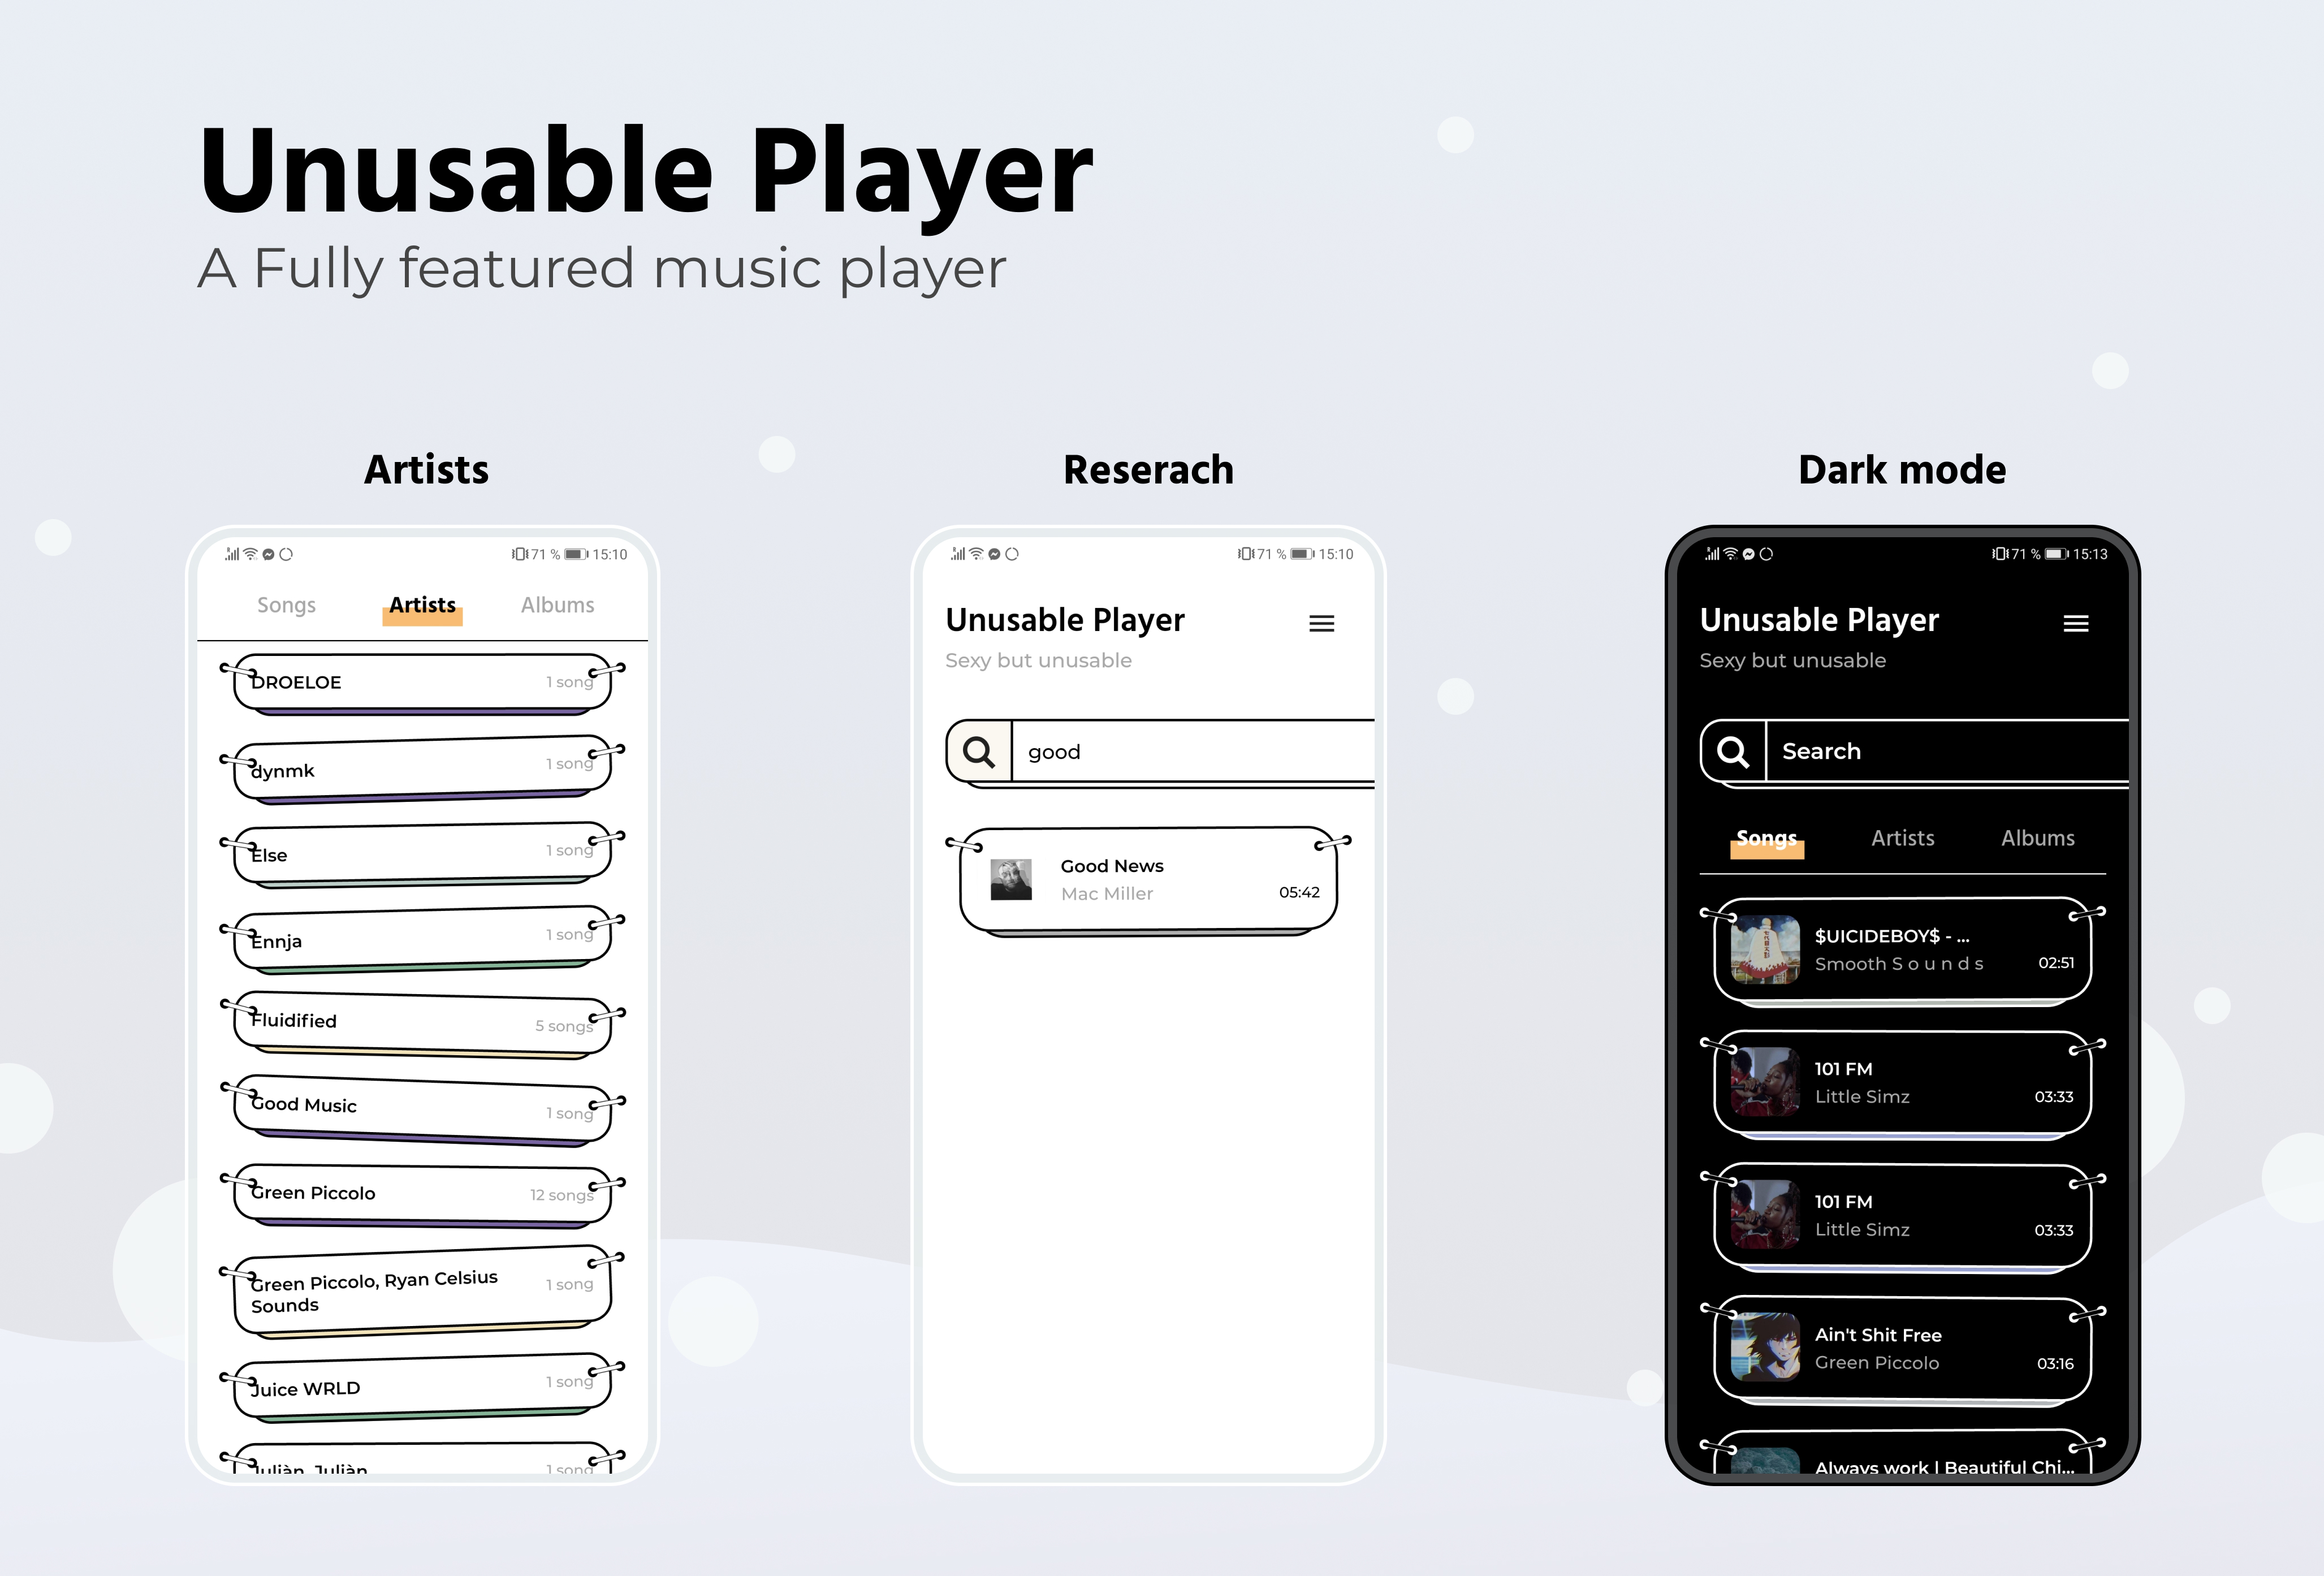 Unusable Player
A Fully featured music player
Artists
71 % 15:10
Songs Artists Albums
DROELOE 1 song
dynmk 1 song
Else 1 song
Ennja 1 song
Fluidified 5 songs
Good Music 1 song
Green Piccolo 12 songs
Green Piccolo, Ryan Celsius 1 song
Sounds
Juice WRLD 1 song
Juliàn, Juliàn 1 song
Reserach
71 % 15:10
Unusable Player
Sexy but unusable
good
Good News
Mac Miller 05:42
Dark mode
71 % 15:13
Unusable Player
Sexy but unusable
Search
Songs Artists Albums
$UICIDEBOY$ - ...
Smooth S o u n d s 02:51
101 FM
Little Simz 03:33
101 FM
Little Simz 03:33
Ain't Shit Free
Green Piccolo 03:16
Always work | Beautiful Chi...